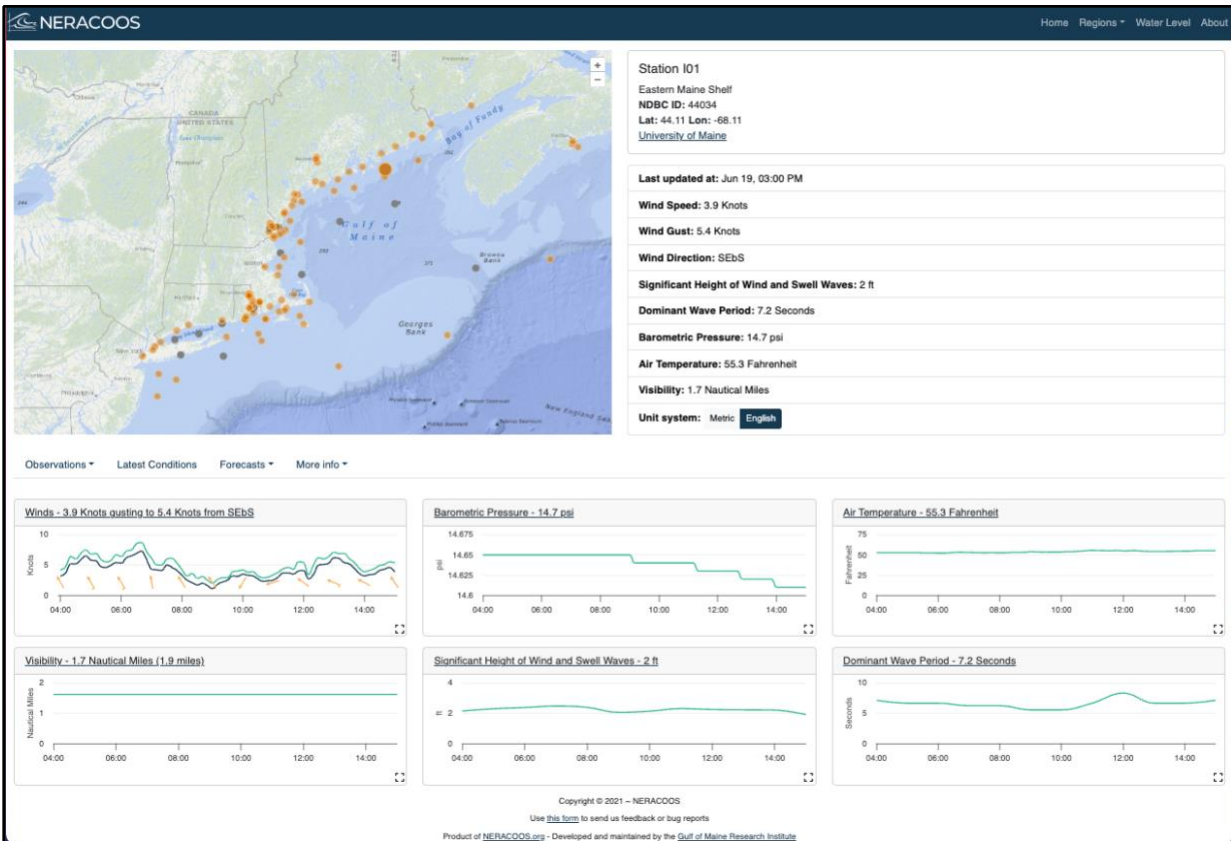 NERACOOS
Home Regions Water Level About
CANADA
UNITED STATES
Bay of Fundy
Gulf of
Maine
Browns
Bank
Georges
Bank
New York
Philadelphia
+
−
Station I01
Eastern Maine Shelf
NDBC ID: 44034
Lat: 44.11 Lon: -68.11
University of Maine
Last updated at: Jun 19, 03:00 PM
Wind Speed: 3.9 Knots
Wind Gust: 5.4 Knots
Wind Direction: SEbS
Significant Height of Wind and Swell Waves: 2 ft
Dominant Wave Period: 7.2 Seconds
Barometric Pressure: 14.7 psi
Air Temperature: 55.3 Fahrenheit
Visibility: 1.7 Nautical Miles
Unit system: Metric English
Observations Latest Conditions Forecasts More info
Winds - 3.9 Knots gusting to 5.4 Knots from SEbS
10
5
0
Knots
04:00 06:00 08:00 10:00 12:00 14:00
Barometric Pressure - 14.7 psi
14.675
14.65
14.625
14.6
psi
04:00 06:00 08:00 10:00 12:00 14:00
Air Temperature - 55.3 Fahrenheit
75
50
25
0
Fahrenheit
04:00 06:00 08:00 10:00 12:00 14:00
Visibility - 1.7 Nautical Miles (1.9 miles)
2
1
0
Nautical Miles
04:00 06:00 08:00 10:00 12:00 14:00
Significant Height of Wind and Swell Waves - 2 ft
4
2
0
ft
04:00 06:00 08:00 10:00 12:00 14:00
Dominant Wave Period - 7.2 Seconds
10
5
0
Seconds
04:00 06:00 08:00 10:00 12:00 14:00
Copyright © 2021 – NERACOOS
Use this form to send us feedback or bug reports
Product of NERACOOS.org - Developed and maintained by the Gulf of Maine Research Institute